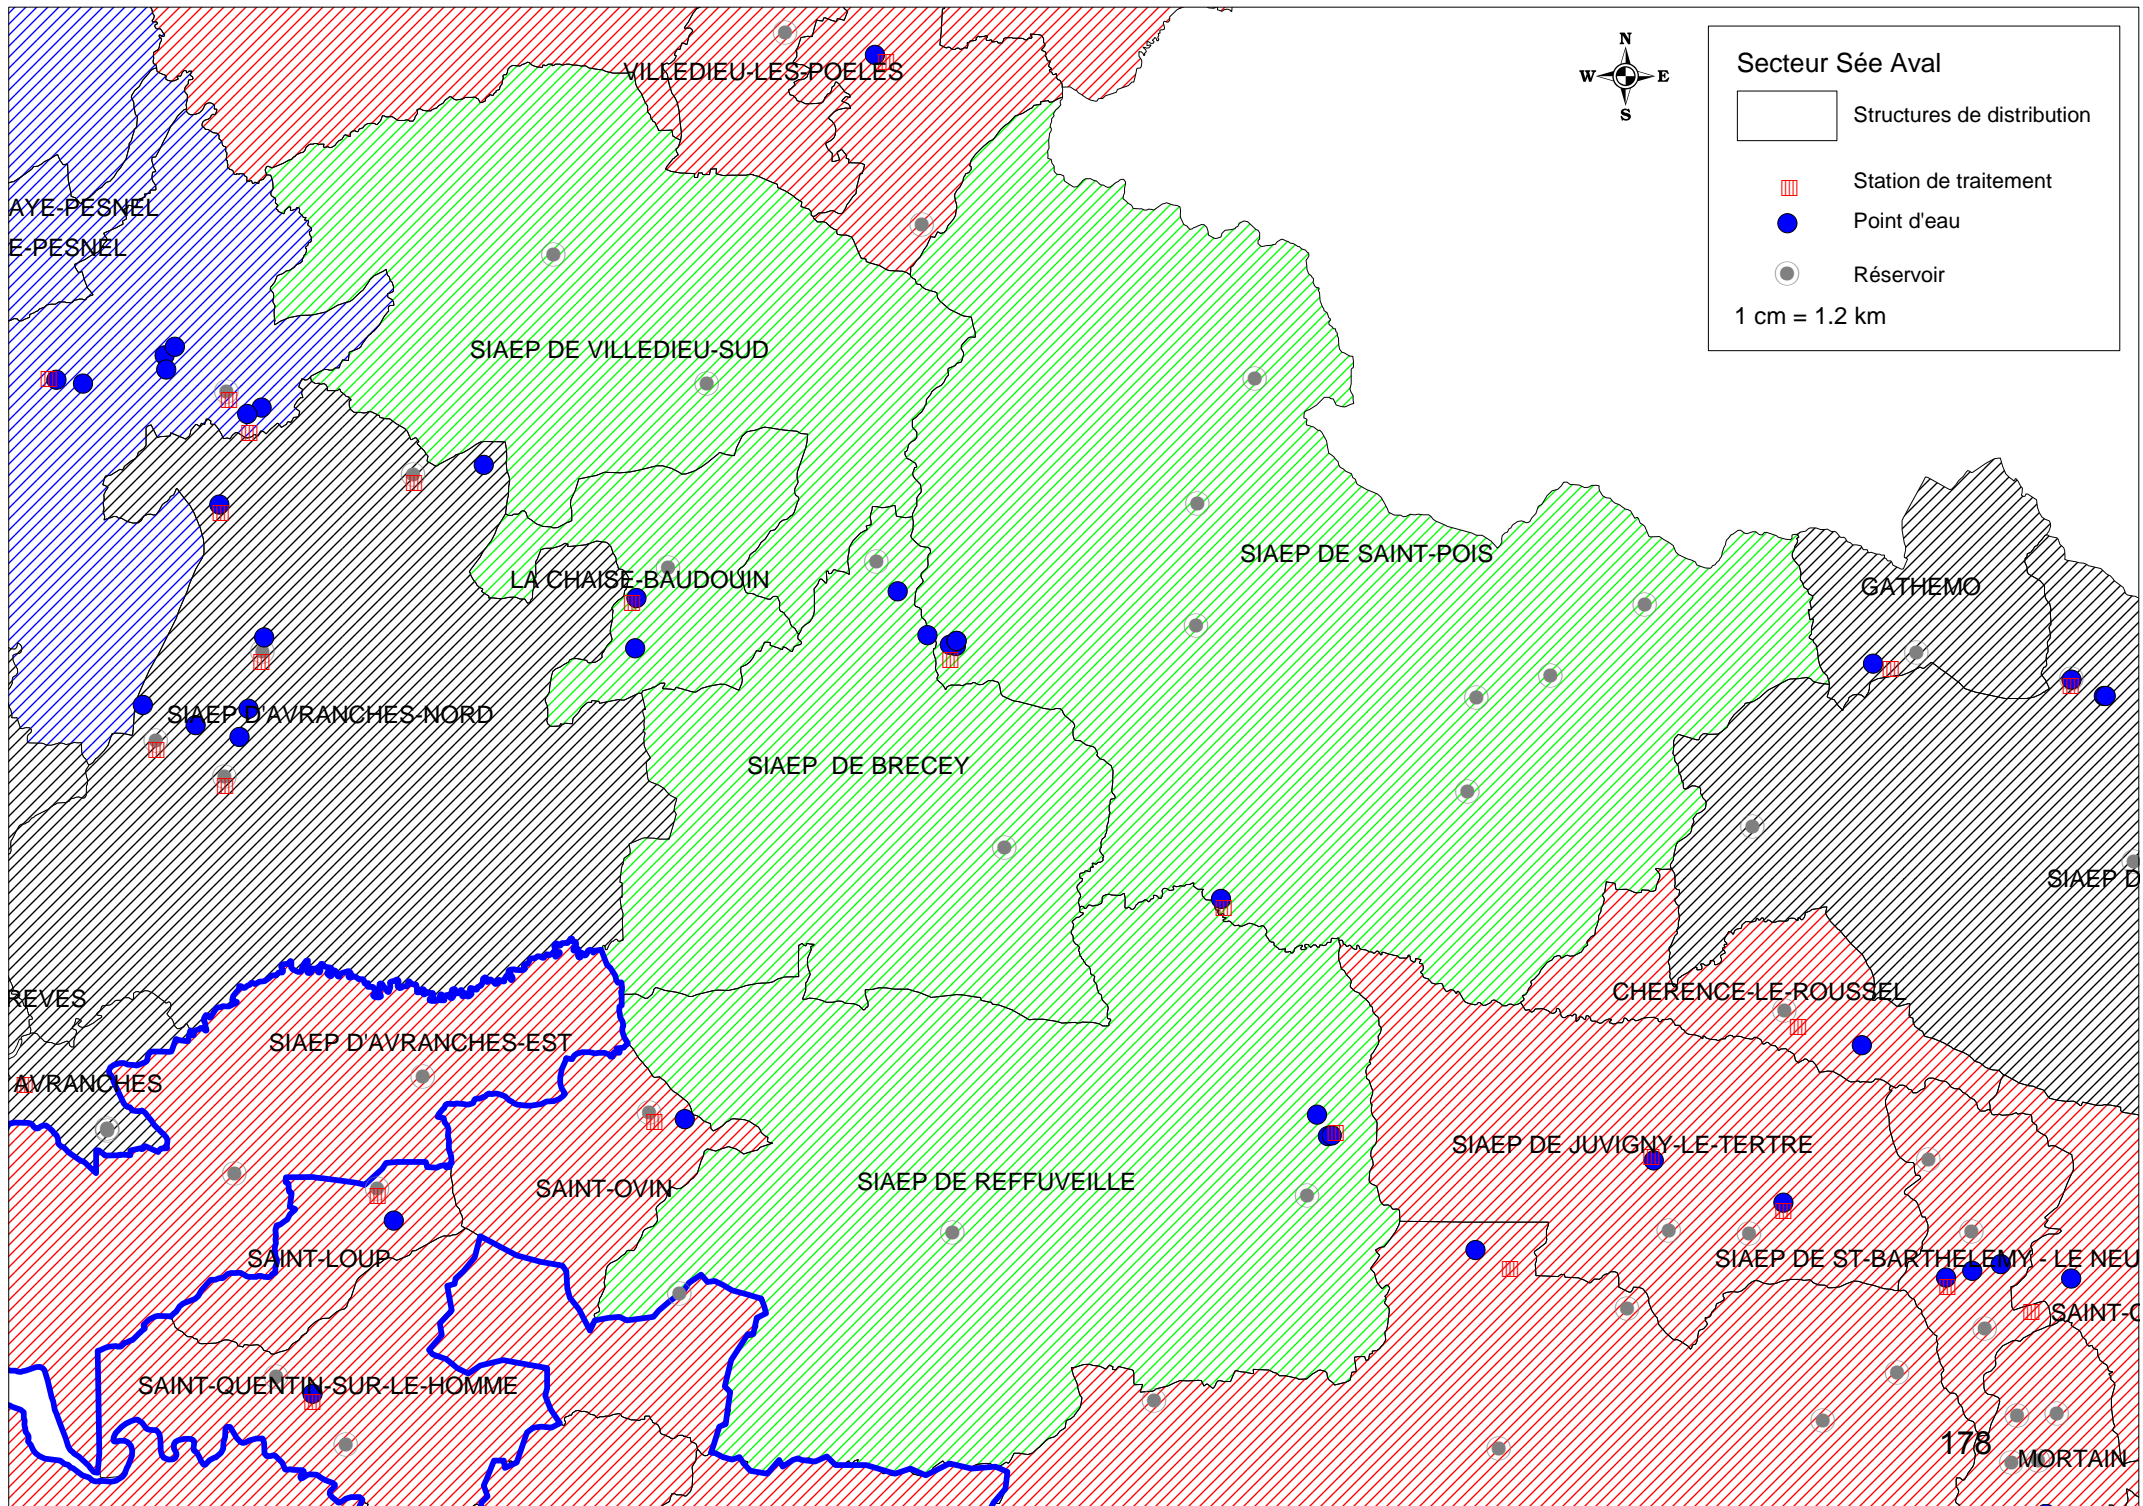 N
W E
S
Secteur Sée Aval
Structures de distribution
Station de traitement
Point d'eau
Réservoir
1 cm = 1.2 km
VILLEDIEU-LES-POELES
AYE-PESNEL
E-PESNEL
SIAEP DE VILLEDIEU-SUD
SIAEP DE SAINT-POIS
LA CHAISE-BAUDOUIN
GATHEMO
SIAEP D'AVRANCHES-NORD
SIAEP DE BRECEY
SIAEP D
CHERENCE-LE-ROUSSEL
REVES
SIAEP D'AVRANCHES-EST
AVRANCHES
SIAEP DE JUVIGNY-LE-TERTRE
SAINT-OVIN
SIAEP DE REFFUVEILLE
SAINT-LOUP
SIAEP DE ST-BARTHELEMY - LE NEU
SAINT-C
SAINT-QUENTIN-SUR-LE-HOMME
178
MORTAIN